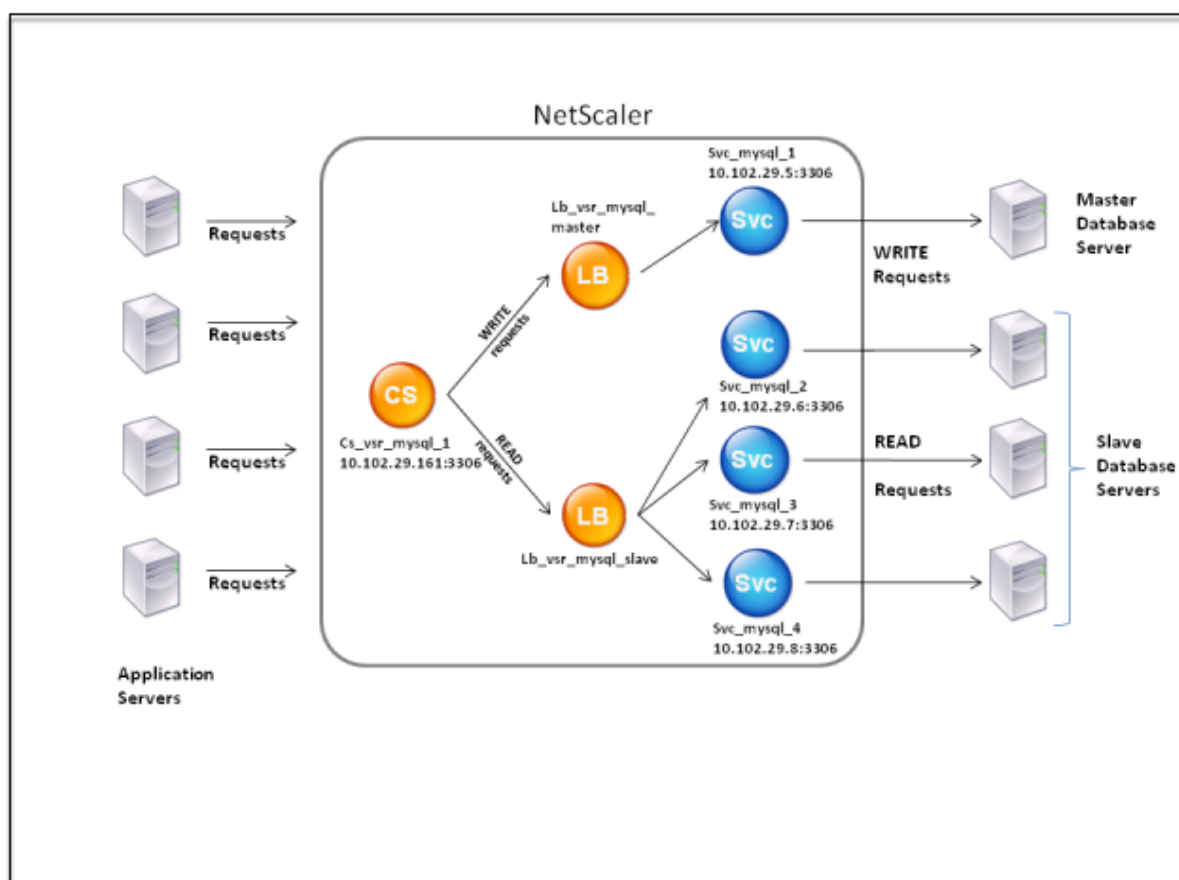 NetScaler
Requests
Requests
Requests
Requests
Application
Servers
CS
Cs_vsr_mysql_1
10.102.29.161:3306
WRITE
requests
READ
requests
Lb_vsr_mysql_
master
LB
LB
Lb_vsr_mysql_slave
Svc_mysql_1
10.102.29.5:3306
Svc
Svc
Svc_mysql_2
10.102.29.6:3306
Svc
Svc_mysql_3
10.102.29.7:3306
Svc
Svc_mysql_4
10.102.29.8:3306
WRITE
Requests
READ
Requests
Master
Database
Server
Slave
Database
Servers